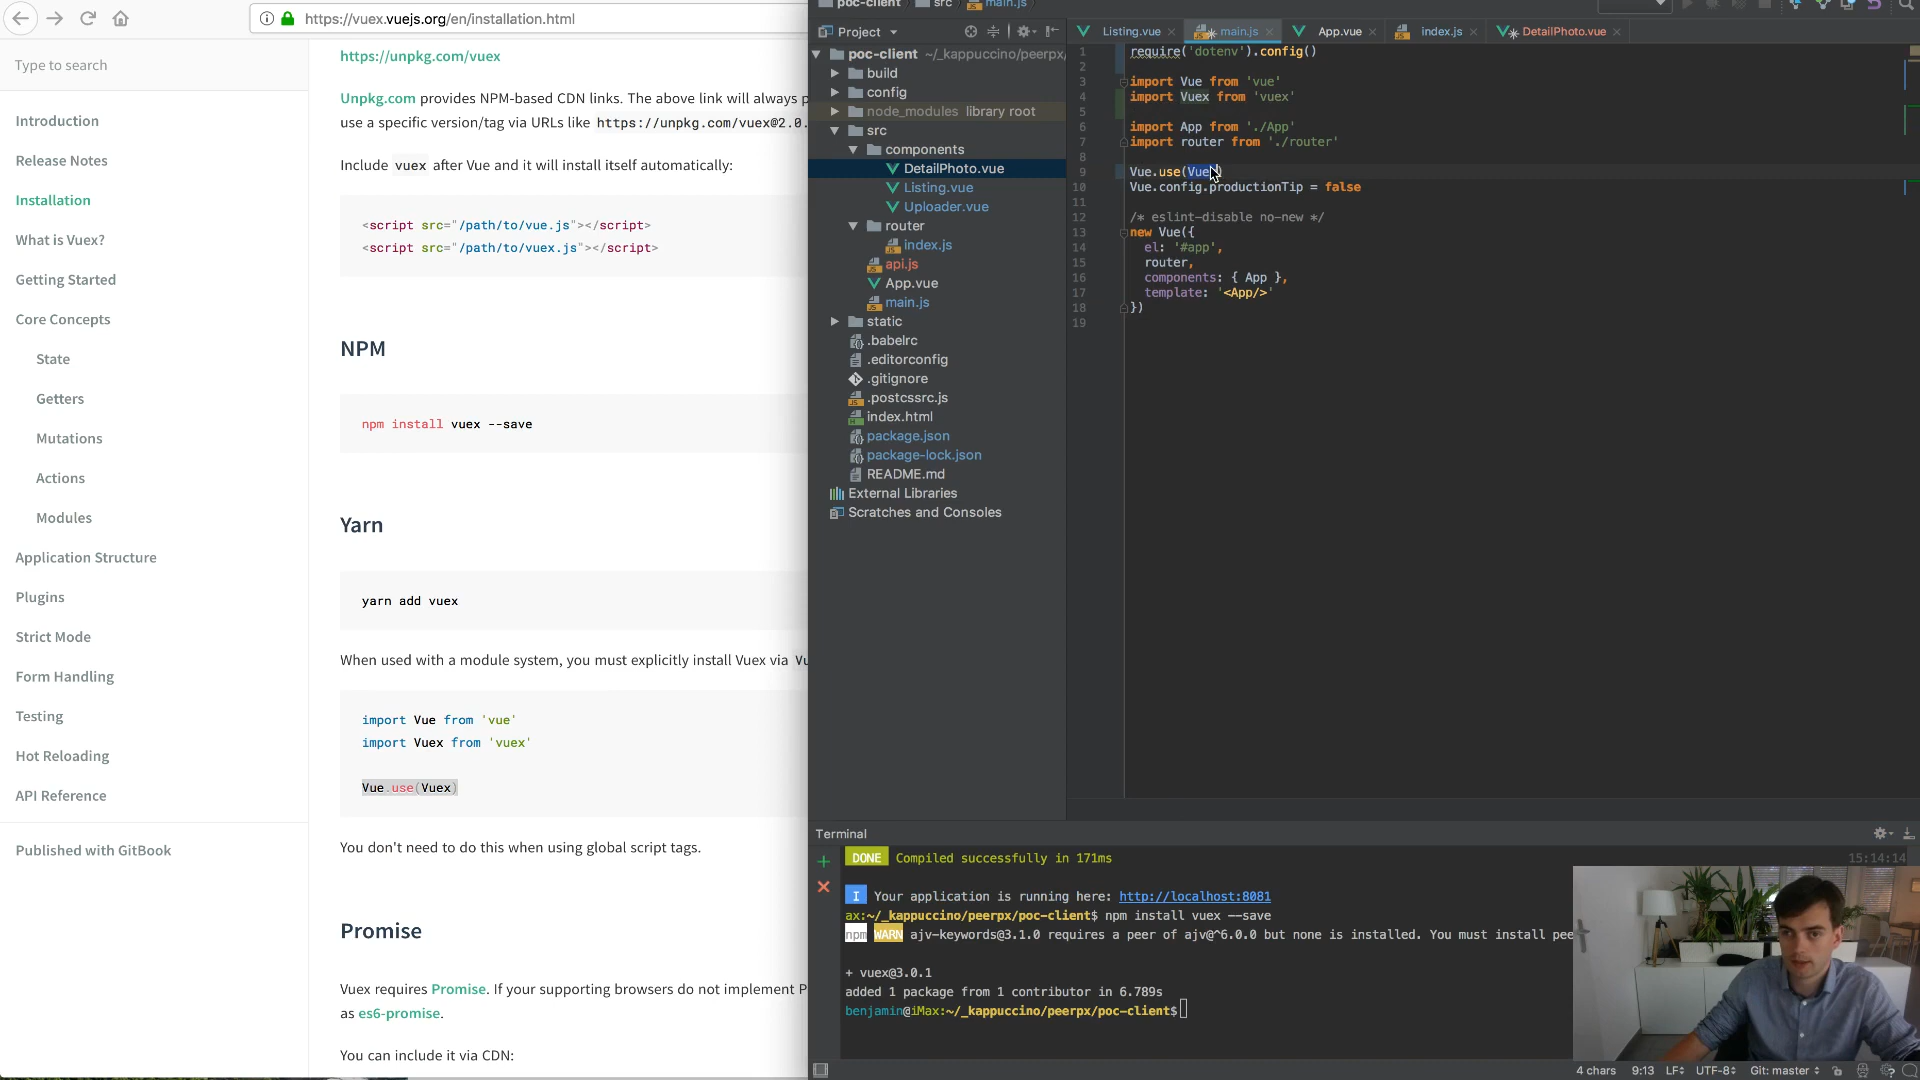 https://vuex.vuejs.org/en/installation.html
Type to search
Introduction
Release Notes
Installation
What is Vuex?
Getting Started
Core Concepts
State
Getters
Mutations
Actions
Modules
Application Structure
Plugins
Strict Mode
Form Handling
Testing
Hot Reloading
API Reference
Published with GitBook
https://unpkg.com/vuex
Unpkg.com provides NPM-based CDN links. The above link will always p
use a specific version/tag via URLs like https://unpkg.com/vuex@2.0.
Include vuex after Vue and it will install itself automatically:
<script src="/path/to/vue.js"></script>
<script src="/path/to/vuex.js"></script>
NPM
npm install vuex --save
Yarn
yarn add vuex
When used with a module system, you must explicitly install Vuex via Vu
import Vue from 'vue'
import Vuex from 'vuex'
Vue.use(Vuex)
You don't need to do this when using global script tags.
Promise
Vuex requires Promise. If your supporting browsers do not implement P
as es6-promise.
You can include it via CDN:
poc-client src main.js
Project
poc-client ~/_kappuccino/peerpx/
build
config
node_modules library root
src
components
DetailPhoto.vue
Listing.vue
Uploader.vue
router
index.js
api.js
App.vue
main.js
static
.babelrc
.editorconfig
.gitignore
.postcssrc.js
index.html
package.json
package-lock.json
README.md
External Libraries
Scratches and Consoles
Listing.vue main.js App.vue index.js DetailPhoto.vue
1 require('dotenv').config()
2
3 import Vue from 'vue'
4 import Vuex from 'vuex'
5
6 import App from './App'
7 import router from './router'
8
9 Vue.use(Vue
10 Vue.config.productionTip = false
11
12 /* eslint-disable no-new */
13 new Vue({
14 el: '#app',
15 router,
16 components: { App },
17 template: '<App/>'
18 })
19
Terminal
DONE Compiled successfully in 171ms 15:14:14
I Your application is running here: http://localhost:8081
ax:~/_kappuccino/peerpx/poc-client$ npm install vuex --save
npm WARN ajv-keywords@3.1.0 requires a peer of ajv@^6.0.0 but none is installed. You must install pee
+ vuex@3.0.1
added 1 package from 1 contributor in 6.789s
benjamin@iMax:~/_kappuccino/peerpx/poc-client$
4 chars 9:13 LF UTF-8 Git: master